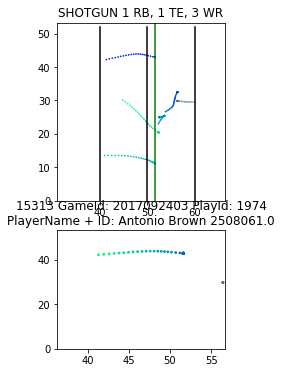 SHOTGUN 1 RB, 1 TE, 3 WR
50
40
30
20
10
0
40 50 60
15313 GameId: 2017092403 PlayId: 1974
PlayerName + ID: Antonio Brown 2508061.0
40
20
0
40 45 50 55